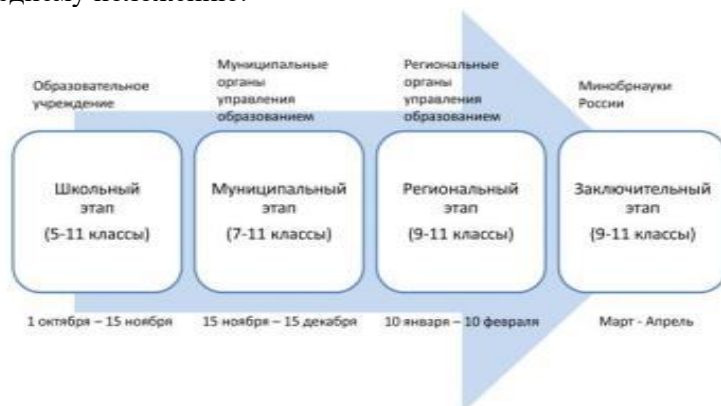 Образовательное
учреждение
Муниципальные
органы
управления
образованием
Региональные
органы
управления
образованием
Минобрнауки
России
Школьный
этап
(5-11 классы)
Муниципальный
этап
(7-11 классы)
Региональный
этап
(9-11 классы)
Заключительный
этап
(9-11 классы)
1 октября – 15 ноября
15 ноября – 15 декабря
10 января – 10 февраля
Март - Апрель